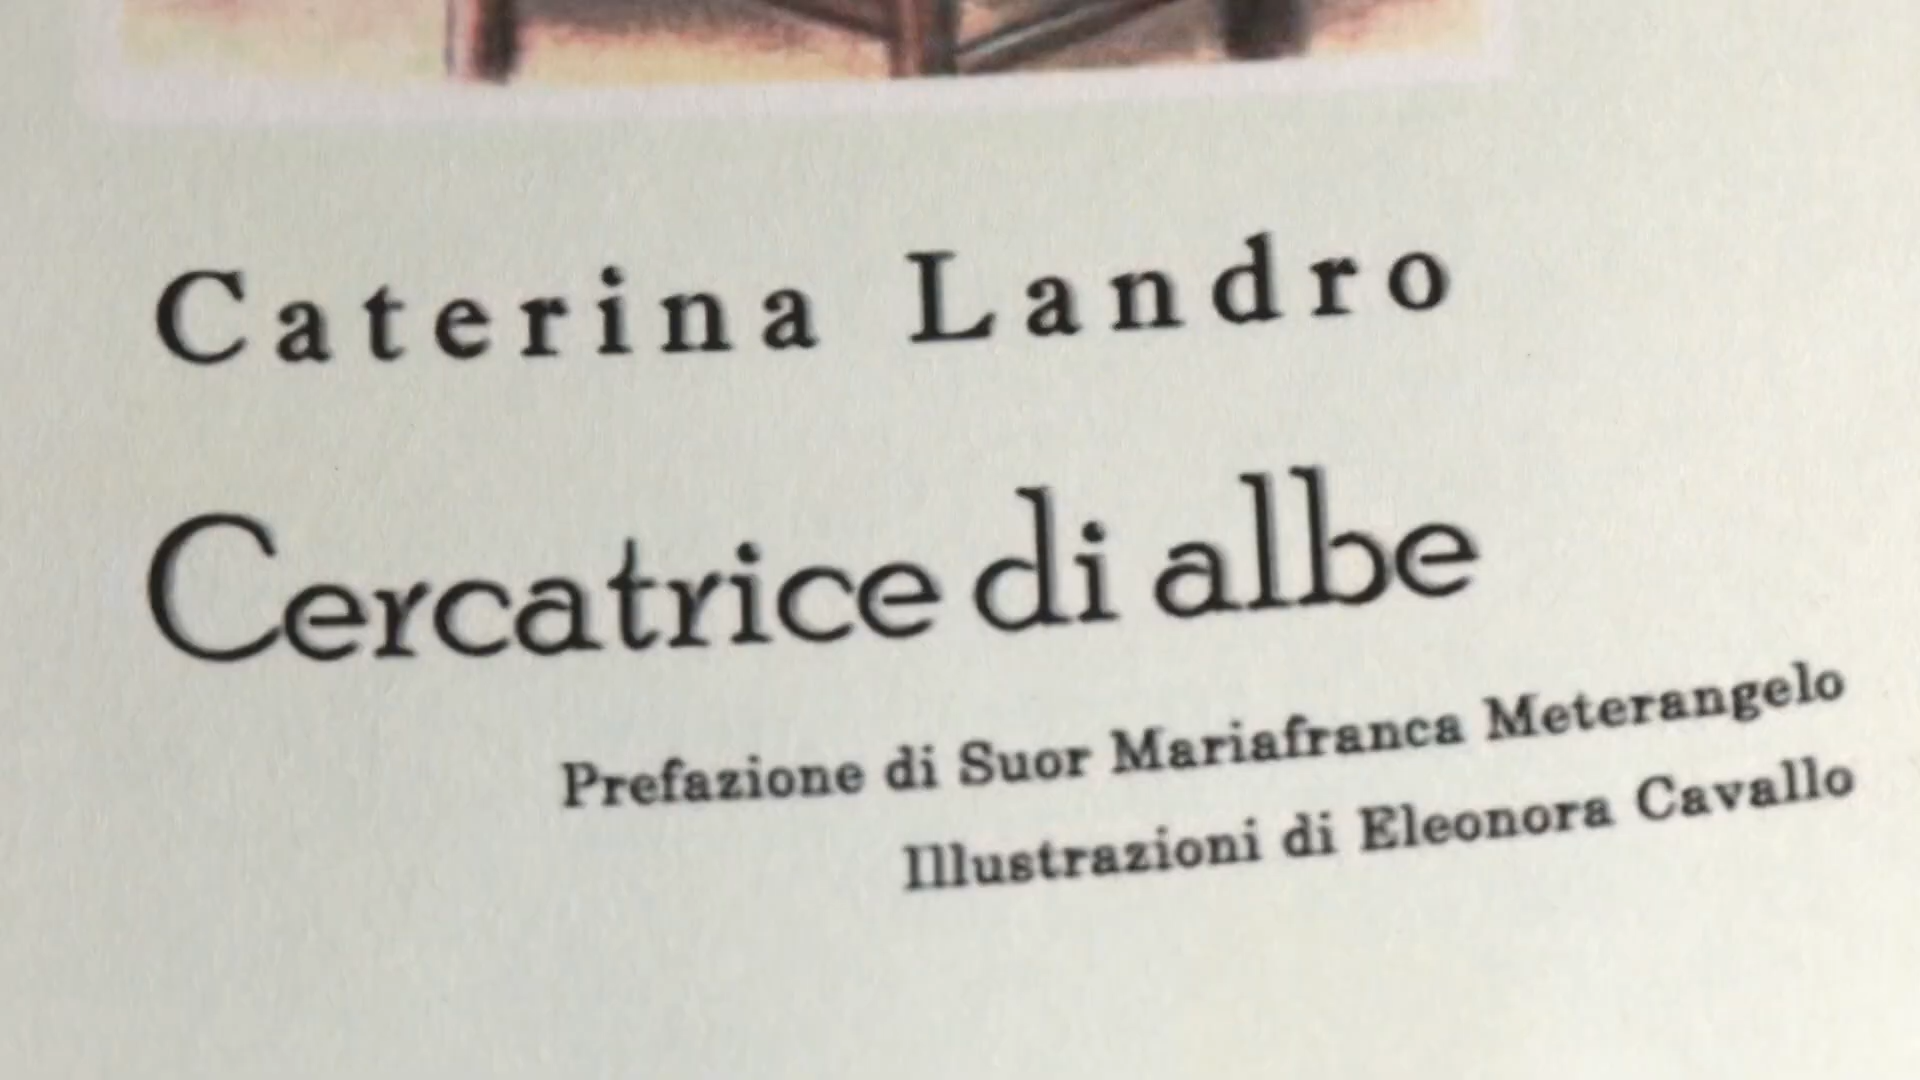 Caterina Landro
Cercatrice di albe
Prefazione di Suor Mariafranca Meterangelo
Illustrazioni di Eleonora Cavallo